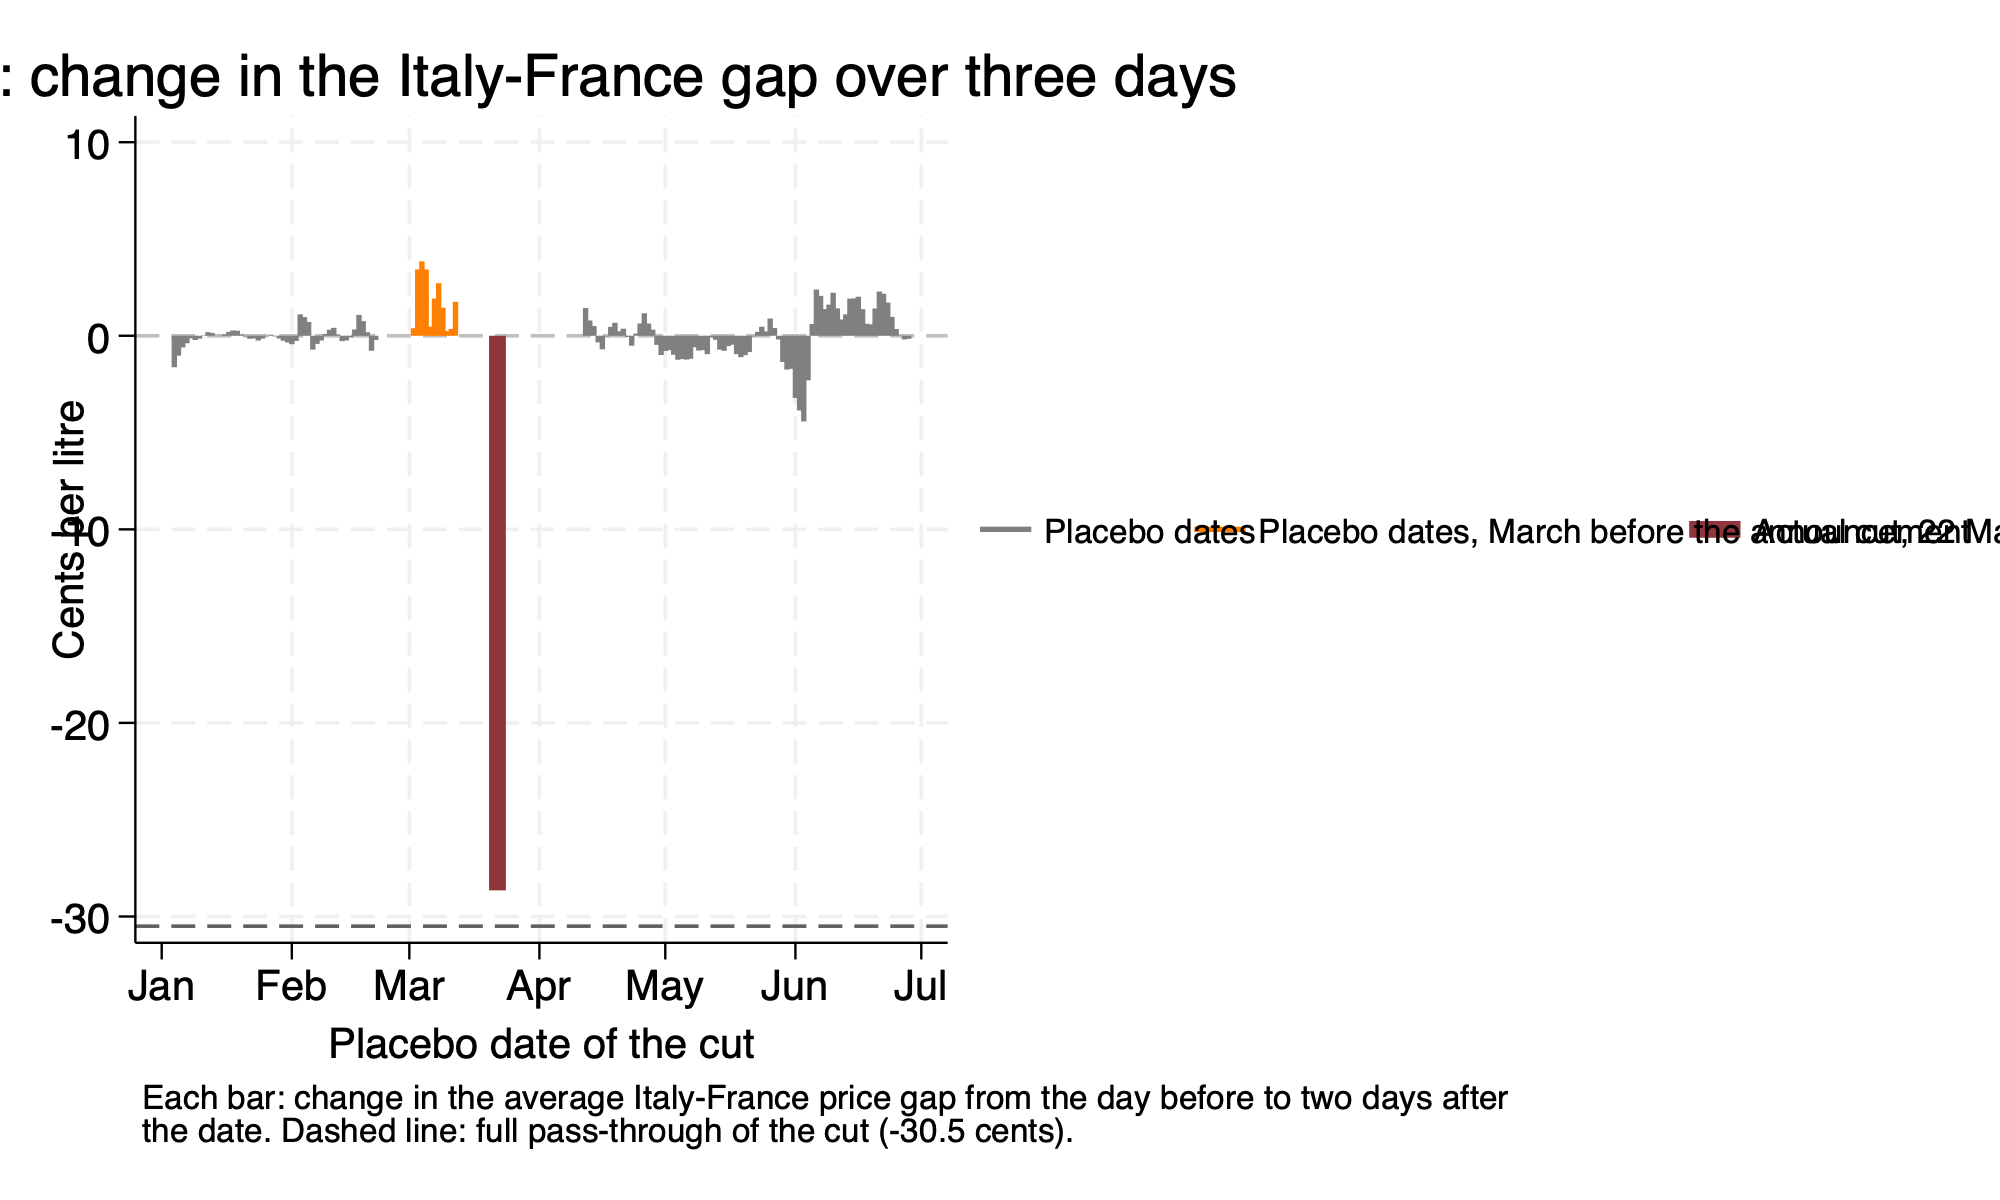 : change in the Italy-France gap over three days
10
0
-10
-20
-30
Cents per litre
Jan Feb Mar Apr May Jun Jul
Placebo date of the cut
Placebo dates
Placebo dates, March before the announcement
Actual cut, 22 Ma
Each bar: change in the average Italy-France price gap from the day before to two days after
the date. Dashed line: full pass-through of the cut (-30.5 cents).